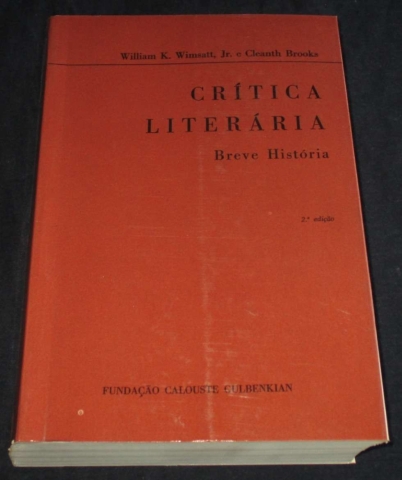 William K. Wimsatt, Jr. e Cleanth Brooks
CRÍTICA
LITERÁRIA
Breve História
2.ª edição
FUNDAÇÃO CALOUSTE GULBENKIAN